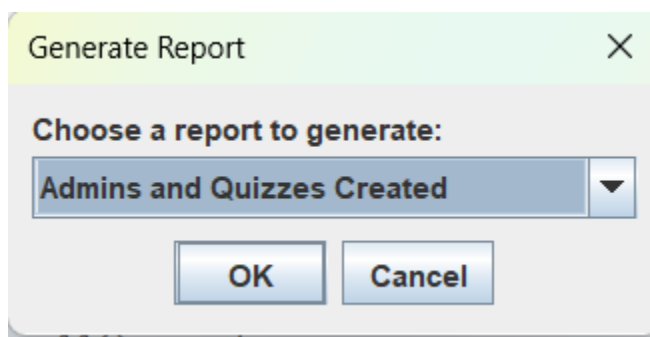 Generate Report
Choose a report to generate:
Admins and Quizzes Created
OK Cancel